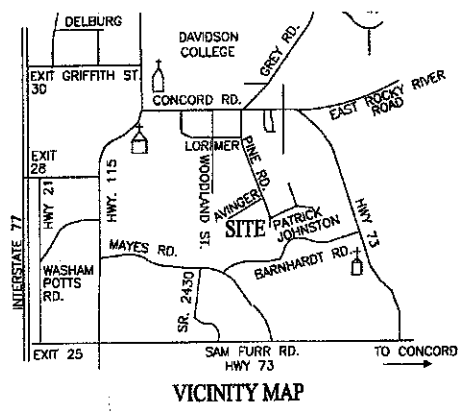 DELBURG
DAVIDSON
COLLEGE
GREY RD.
EXIT GRIFFITH ST.
30
CONCORD RD.
EAST ROCKY RIVER
ROAD
LORIMER
EXIT
28
HWY 21
HWY. 115
WOODLAND ST.
PINE RD.
AVINGER
SITE
PATRICK
JOHNSTON
HWY 73
INTERSTATE 77
MAYES RD.
WASHAM
POTTS
RD.
BARNHARDT RD.
SR. 2430
EXIT 25
SAM FURR RD.
HWY 73
TO CONCORD
VICINITY MAP